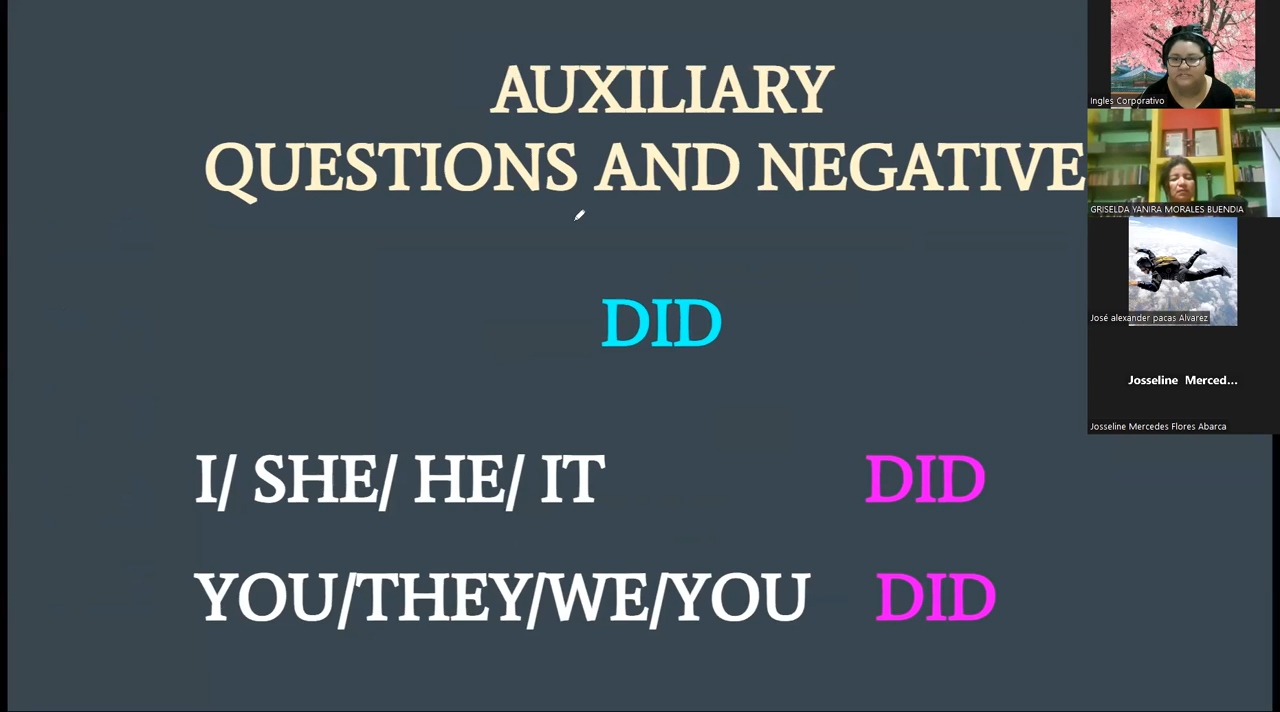 AUXILIARY
QUESTIONS AND NEGATIVE
DID
I/ SHE/ HE/ IT DID
YOU/THEY/WE/YOU DID
Ingles Corporativo
GRISELDA YANIRA MORALES BUENDIA
José alexander pacas Alvarez
Josseline Merced...
Josseline Mercedes Flores Abarca